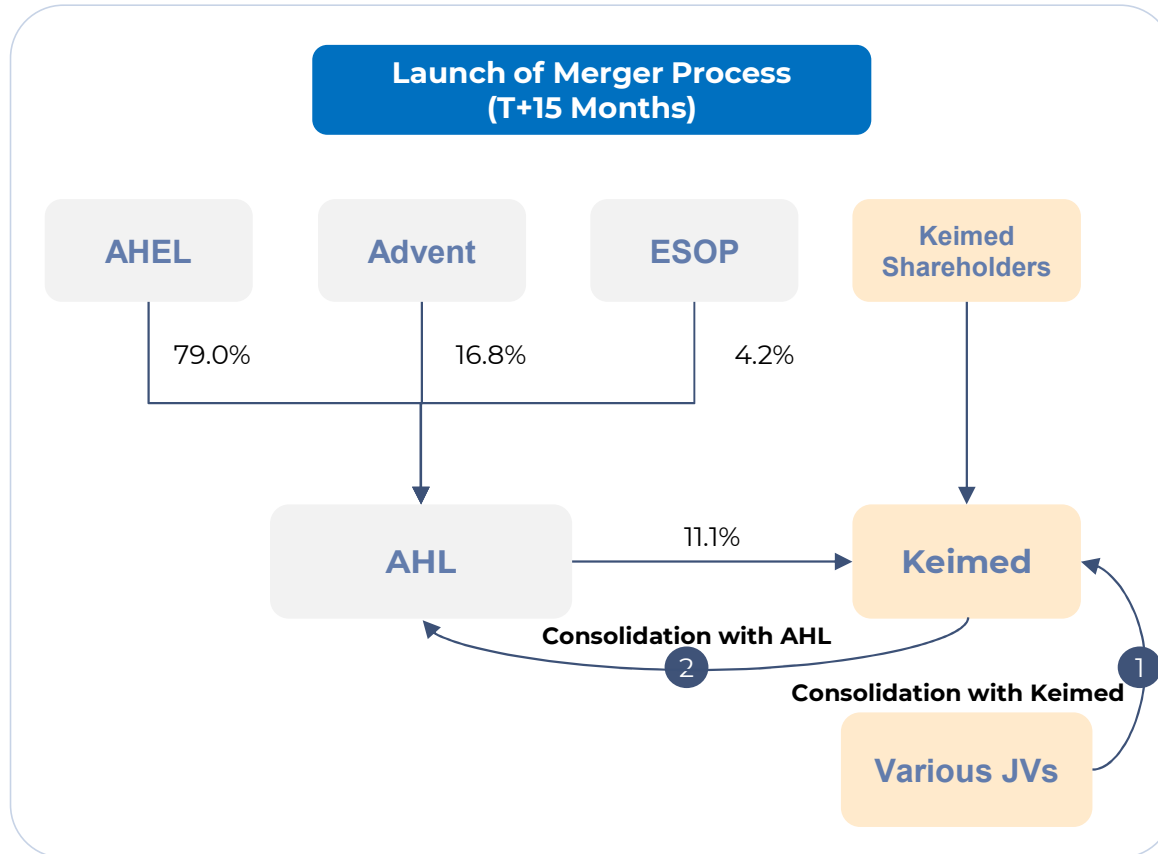 Launch of Merger Process
(T+15 Months)
AHEL
Advent
ESOP
Keimed
Shareholders
79.0%
16.8%
4.2%
AHL
11.1%
Keimed
Consolidation with AHL
2
1
Consolidation with Keimed
Various JVs